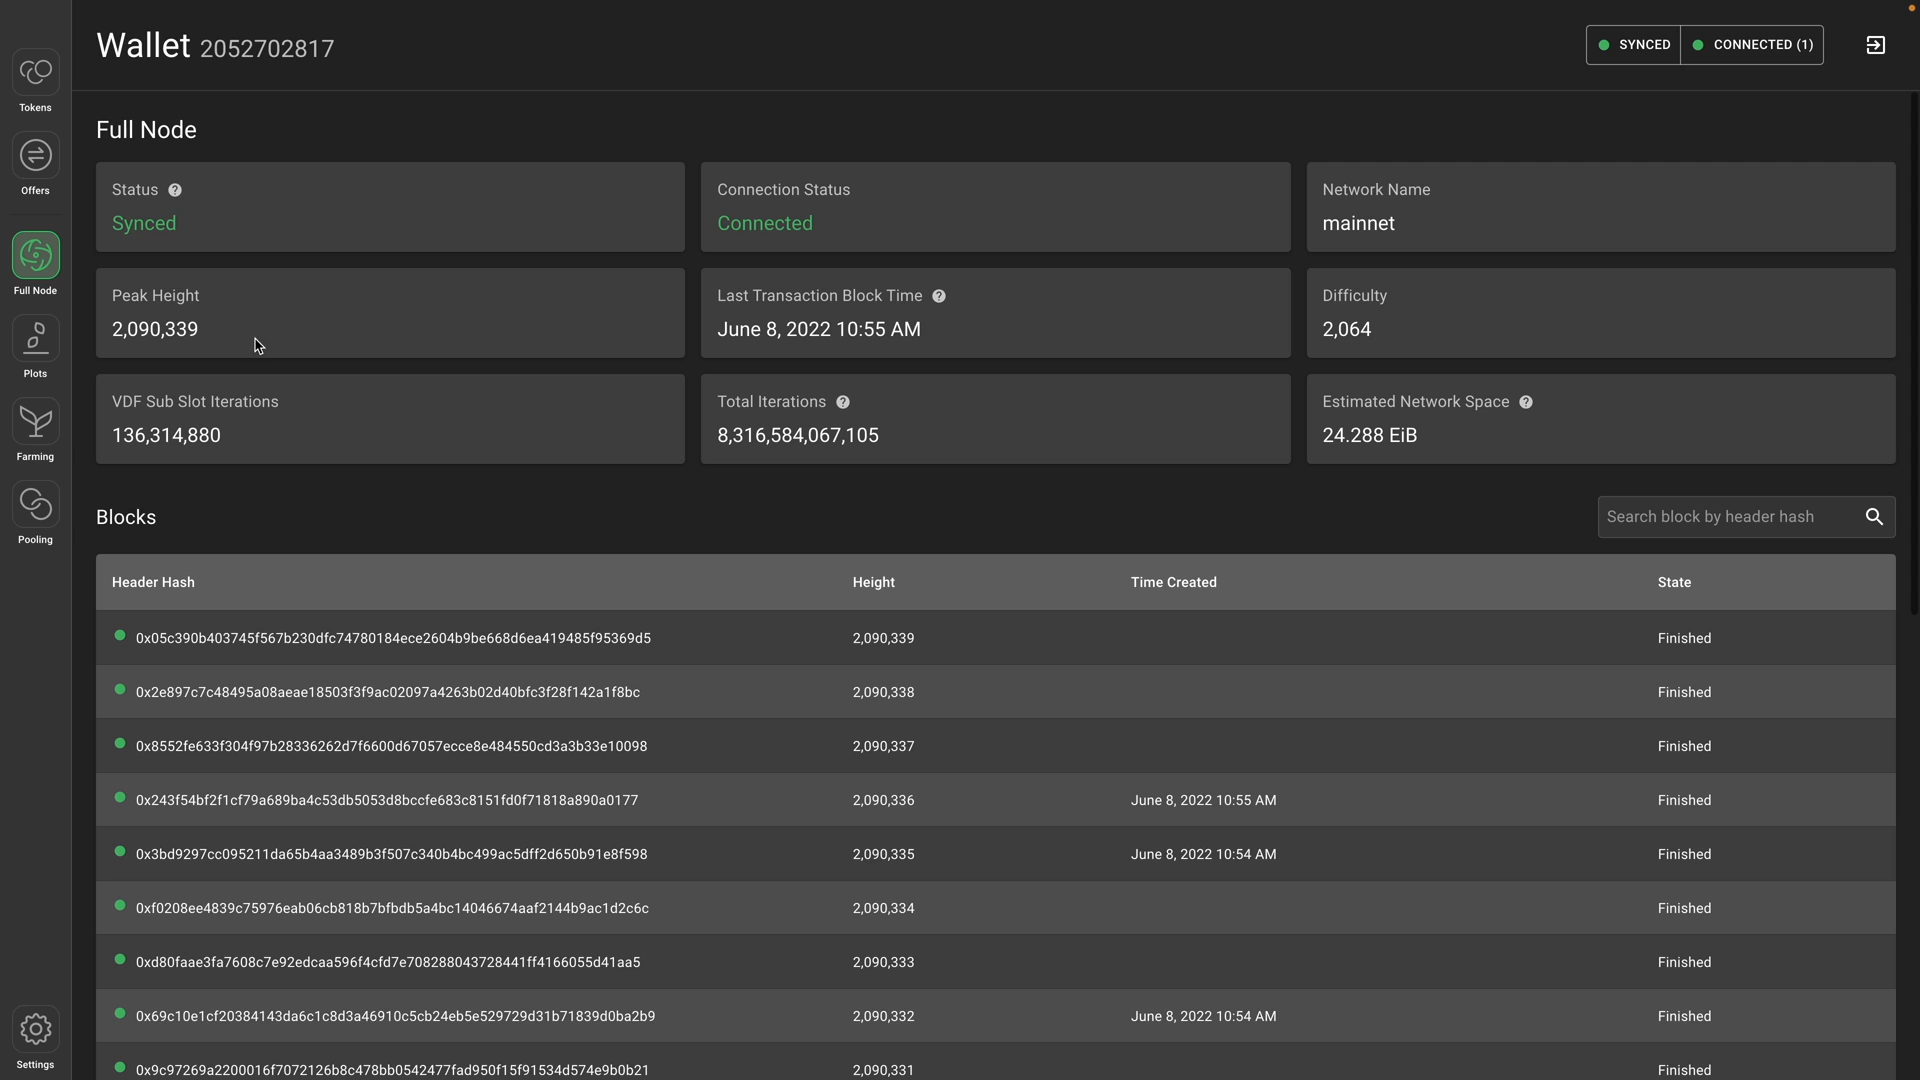 Wallet 2052702817
SYNCED
CONNECTED (1)
Tokens
Offers
Full Node
Plots
Farming
Pooling
Settings
Full Node
Status
Synced
Connection Status
Connected
Network Name
mainnet
Peak Height
2,090,339
Last Transaction Block Time
June 8, 2022 10:55 AM
Difficulty
2,064
VDF Sub Slot Iterations
136,314,880
Total Iterations
8,316,584,067,105
Estimated Network Space
24.288 EiB
Blocks
Search block by header hash
Header Hash Height Time Created State
0x05c390b403745f567b230dfc74780184ece2604b9be668d6ea419485f95369d5 2,090,339 Finished
0x2e897c7c48495a08aeae18503f3f9ac02097a4263b02d40bfc3f28f142a1f8bc 2,090,338 Finished
0x8552fe633f304f97b28336262d7f6600d67057ecce8e484550cd3a3b33e10098 2,090,337 Finished
0x243f54bf2f1cf79a689ba4c53db5053d8bccfe683c8151fd0f71818a890a0177 2,090,336 June 8, 2022 10:55 AM Finished
0x3bd9297cc095211da65b4aa3489b3f507c340b4bc499ac5dff2d650b91e8f598 2,090,335 June 8, 2022 10:54 AM Finished
0xf0208ee4839c75976eab06cb818b7bfbdb5a4bc14046674aaf2144b9ac1d2c6c 2,090,334 Finished
0xd80faae3fa7608c7e92edcaa596f4cfd7e708288043728441ff4166055d41aa5 2,090,333 Finished
0x69c10e1cf20384143da6c1c8d3a46910c5cb24eb5e529729d31b71839d0ba2b9 2,090,332 June 8, 2022 10:54 AM Finished
0x9c97269a2200016f7072126b8c478bb0542477fad950f15f91534d574e9b0b21 2,090,331 Finished